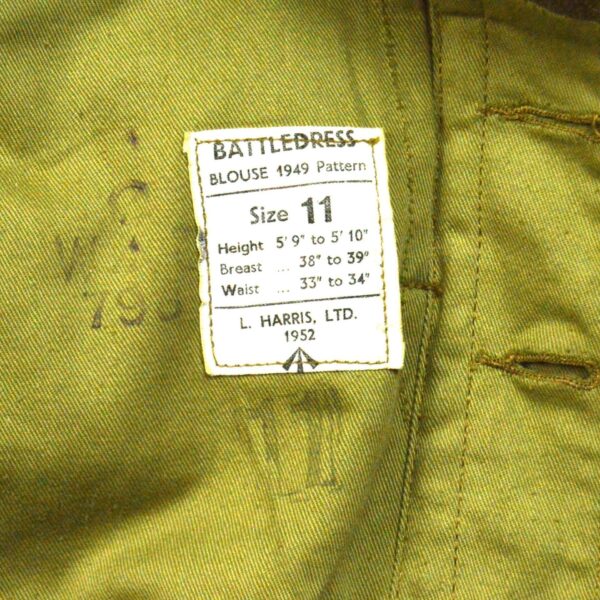 BATTLEDRESS
BLOUSE 1949 Pattern
Size 11
Height 5' 9" to 5' 10"
Breast ... 38" to 39"
Waist ... 33" to 34"
L. HARRIS, LTD.
1952
11